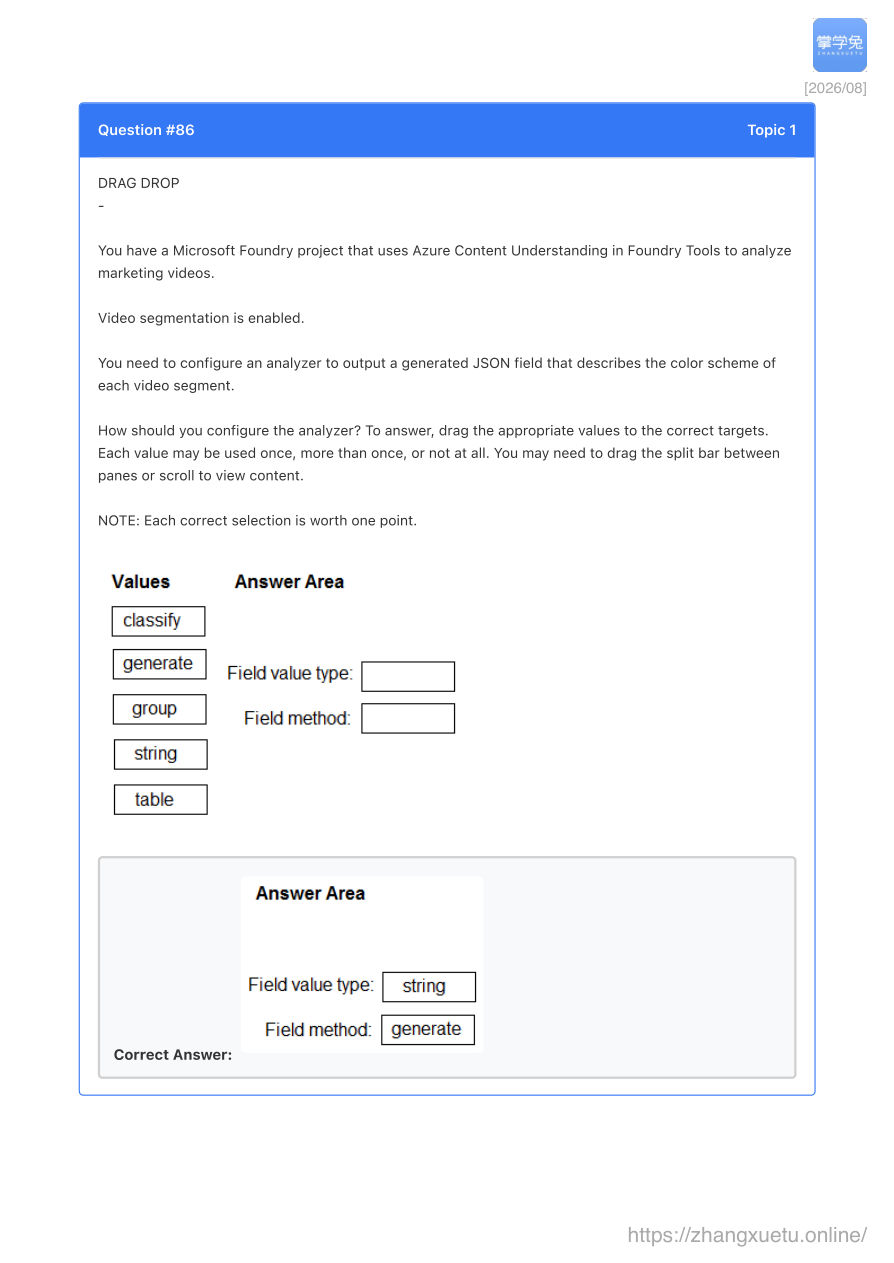 掌学兔
ZHANGXUETU
[2026/08]
Question #86 Topic 1
DRAG DROP
-
You have a Microsoft Foundry project that uses Azure Content Understanding in Foundry Tools to analyze
marketing videos.
Video segmentation is enabled.
You need to configure an analyzer to output a generated JSON field that describes the color scheme of
each video segment.
How should you configure the analyzer? To answer, drag the appropriate values to the correct targets.
Each value may be used once, more than once, or not at all. You may need to drag the split bar between
panes or scroll to view content.
NOTE: Each correct selection is worth one point.
Values Answer Area
classify
generate
Field value type:
group
Field method:
string
table
Answer Area
Field value type: string
Field method: generate
Correct Answer:
https://zhangxuetu.online/